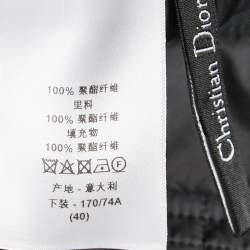 100% 聚酯纤维
里料
100% 聚酯纤维
填充物
100% 聚酯纤维
产地 - 意大利
下装 - 170/74A
(40)
Christian Dior